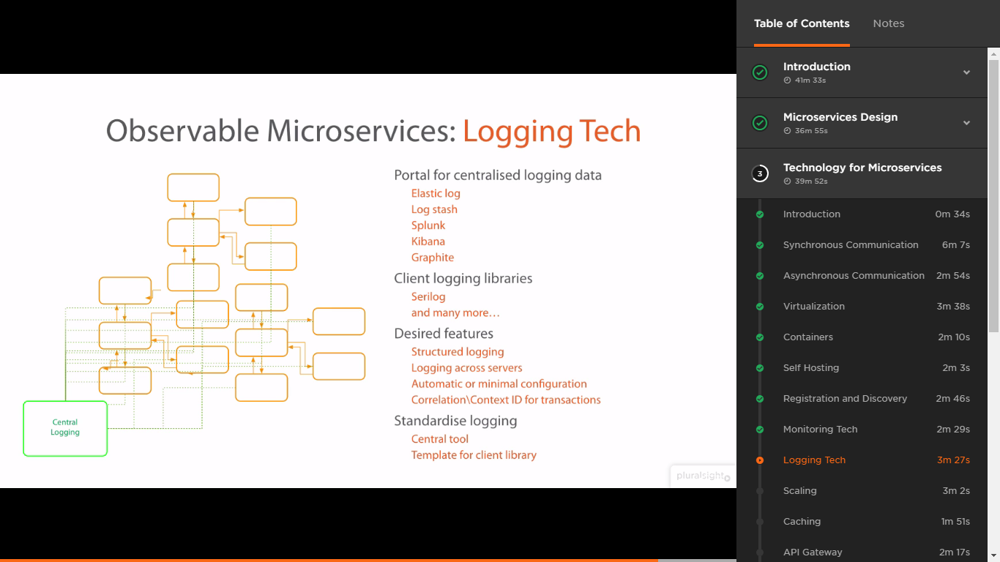 Observable Microservices: Logging Tech
Portal for centralised logging data
Elastic log
Log stash
Splunk
Kibana
Graphite
Client logging libraries
Serilog
and many more…
Desired features
Structured logging
Logging across servers
Automatic or minimal configuration
Correlation\Context ID for transactions
Standardise logging
Central tool
Template for client library
Central
Logging
pluralsight
Table of Contents Notes
Introduction
41m 33s
Microservices Design
36m 55s
3
Technology for Microservices
39m 52s
Introduction 0m 34s
Synchronous Communication 6m 7s
Asynchronous Communication 2m 54s
Virtualization 3m 38s
Containers 2m 10s
Self Hosting 2m 3s
Registration and Discovery 2m 46s
Monitoring Tech 2m 29s
Logging Tech 3m 27s
Scaling 3m 2s
Caching 1m 51s
API Gateway 2m 17s